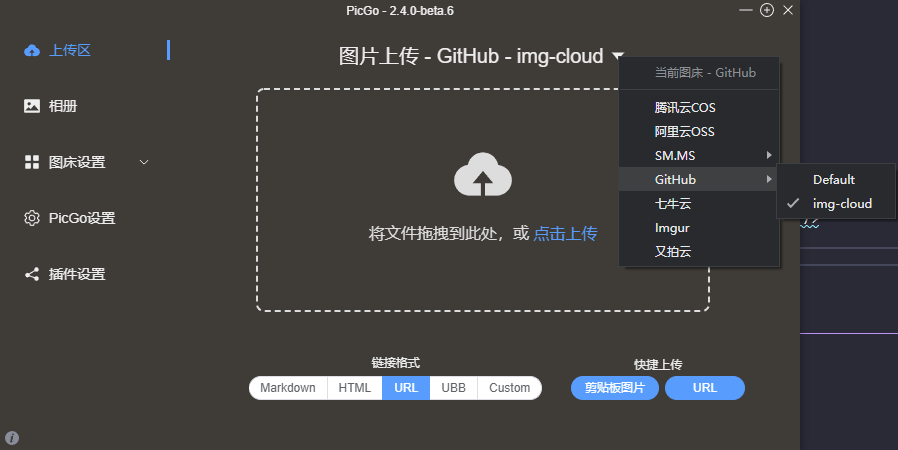 PicGo - 2.4.0-beta.6
上传区
相册
图床设置
PicGo设置
插件设置
图片上传 - GitHub - img-cloud
将文件拖拽到此处，或 点击上传
当前图床 - GitHub
腾讯云COS
阿里云OSS
SM.MS
GitHub
七牛云
Imgur
又拍云
Default
img-cloud
链接格式
Markdown HTML URL UBB Custom
快捷上传
剪贴板图片 URL